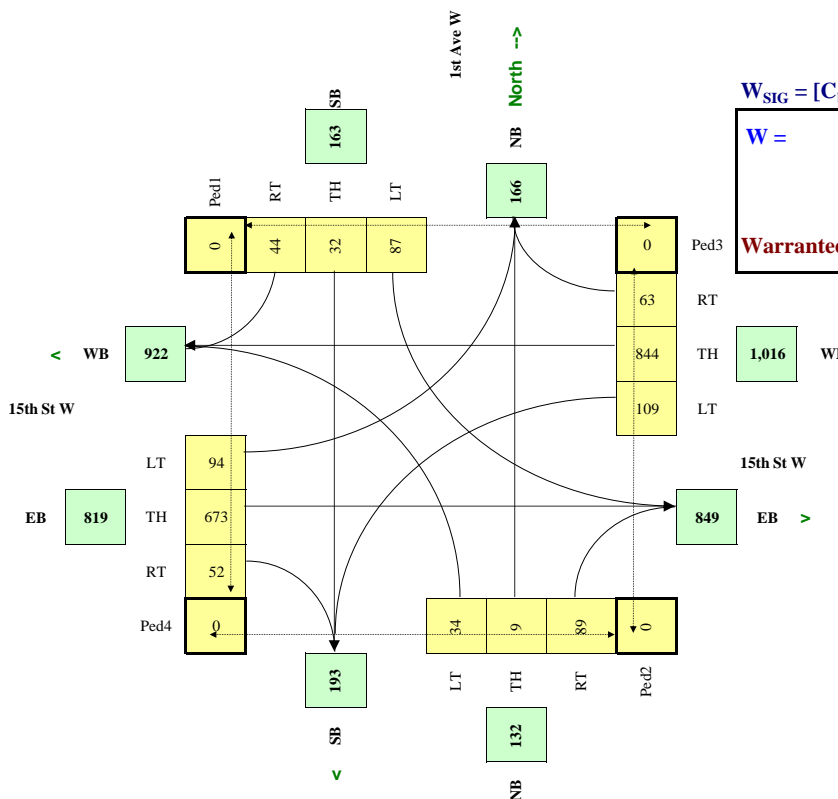 1st Ave W
North -->
SB
163
NB
166
W_SIG = [C
W =
Warrante
Ped1
RT
TH
LT
0
44
32
87
0
Ped3
63
RT
844
TH
1,016
109
LT
<
WB
922
15th St W
LT
94
EB
819
TH
673
RT
52
15th St W
849
EB
>
Ped4
0
34
9
89
0
LT
TH
RT
Ped2
193
SB
<
132
NB